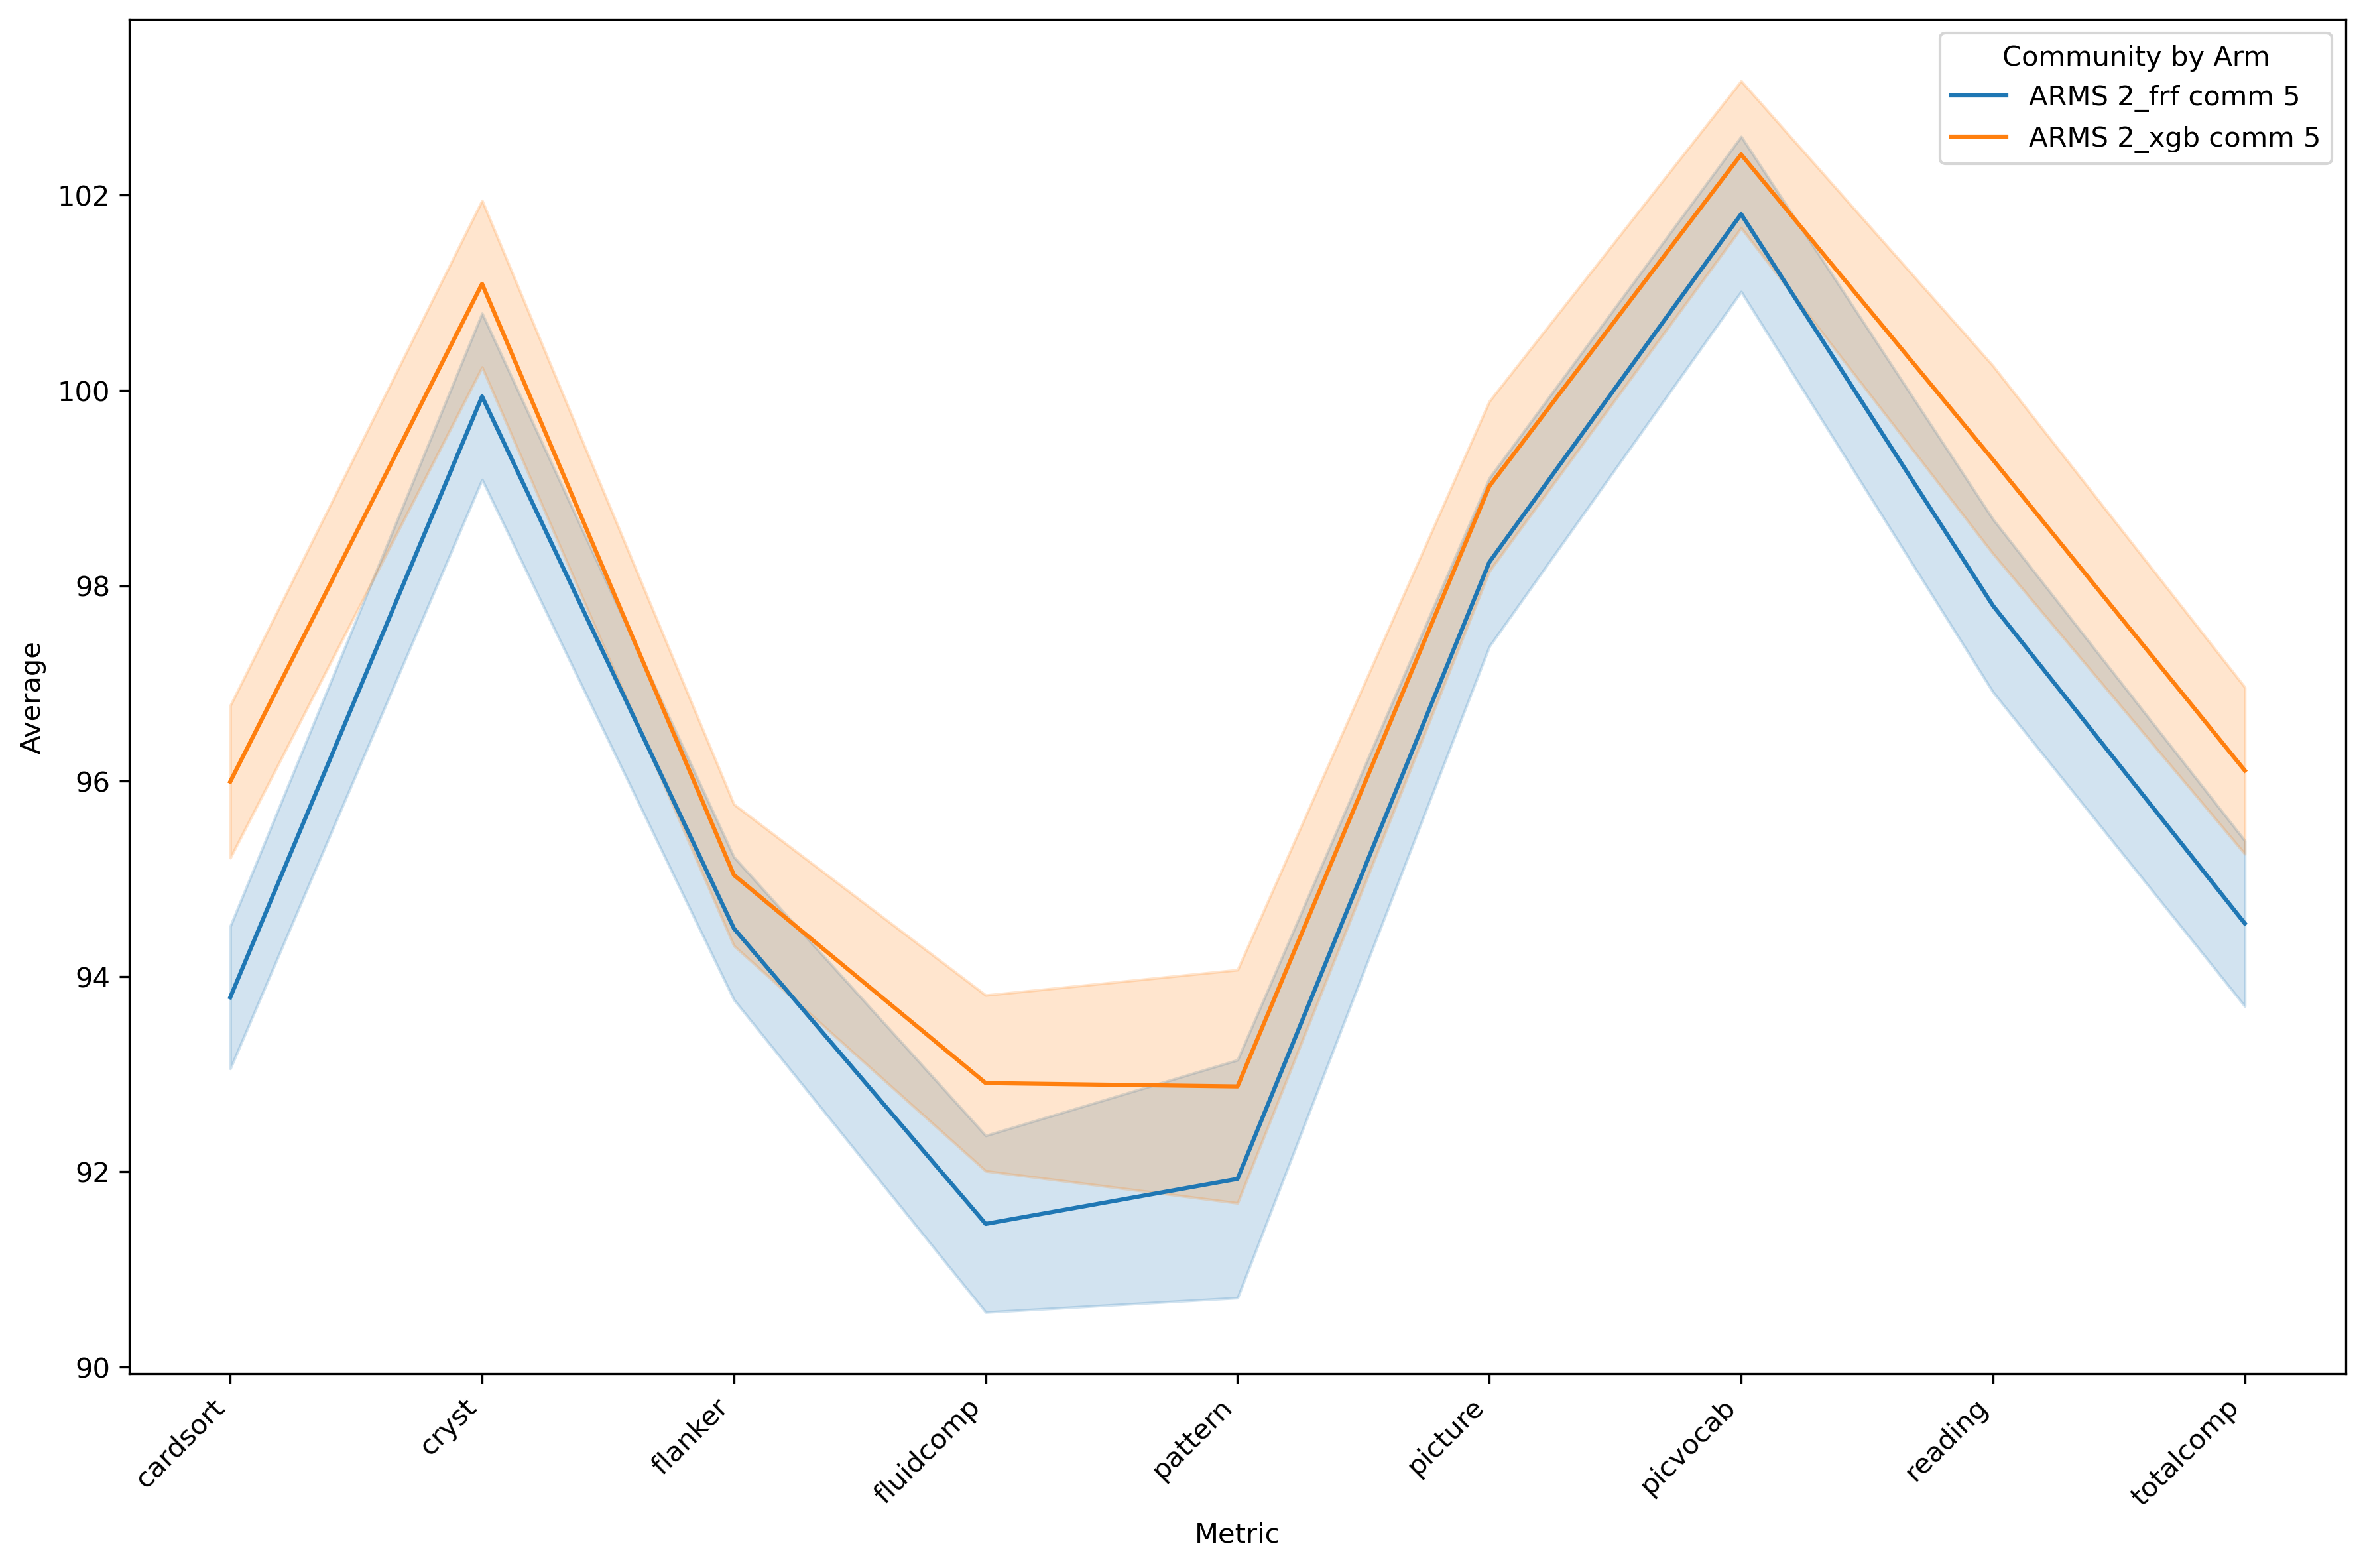 Community by Arm
ARMS 2_frf comm 5
ARMS 2_xgb comm 5
Average
102
100
98
96
94
92
90
cardsort
cryst
flanker
fluidcomp
pattern
picture
picvocab
reading
totalcomp
Metric